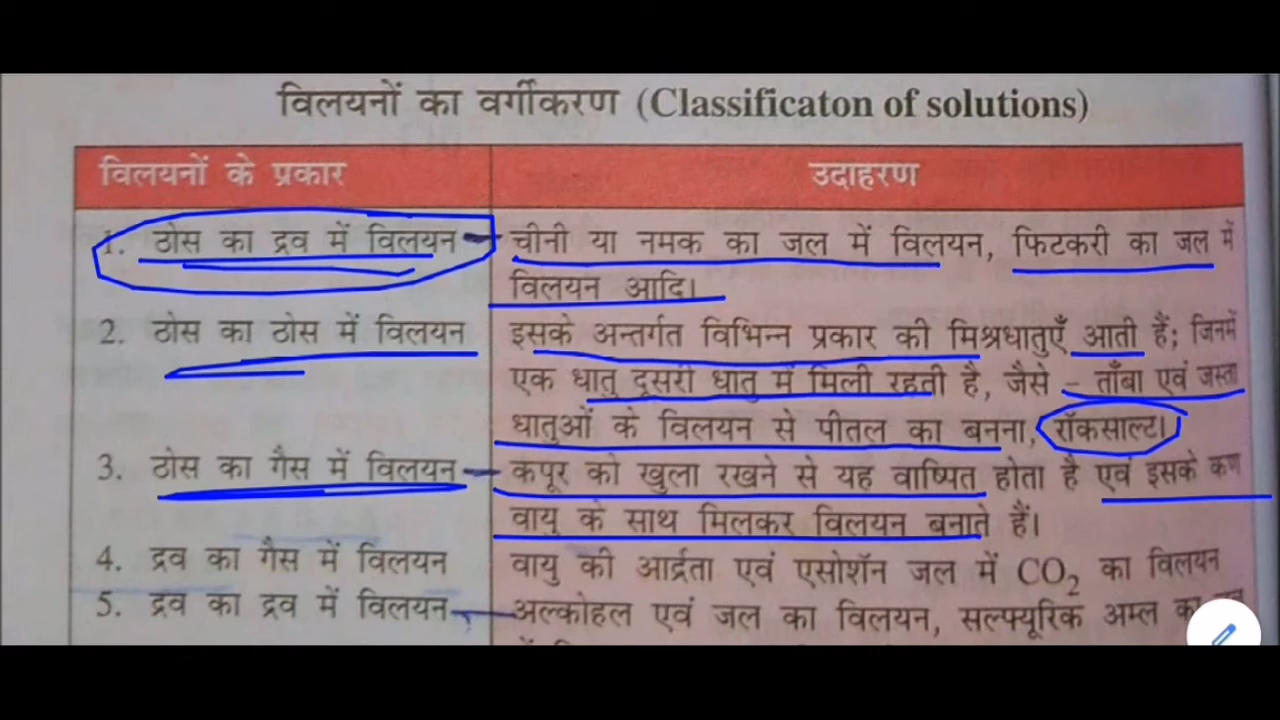 विलयनों का वर्गीकरण (Classificaton of solutions)
विलयनों के प्रकार उदाहरण
1. ठोस का द्रव में विलयन चीनी या नमक का जल में विलयन, फिटकरी का जल में
विलयन आदि।
2. ठोस का ठोस में विलयन इसके अन्तर्गत विभिन्न प्रकार की मिश्रधातुएँ आती हैं; जिनमें
एक धातु दूसरी धातु में मिली रहती है, जैसे – ताँबा एवं जस्ता
धातुओं के विलयन से पीतल का बनना, रॉकसाल्ट।
3. ठोस का गैस में विलयन कपूर को खुला रखने से यह वाष्पित होता है एवं इसके कण
वायु के साथ मिलकर विलयन बनाते हैं।
4. द्रव का गैस में विलयन वायु की आर्द्रता एवं एसोशॅन जल में CO₂ का विलयन
5. द्रव का द्रव में विलयन अल्कोहल एवं जल का विलयन, सल्फ्यूरिक अम्ल का